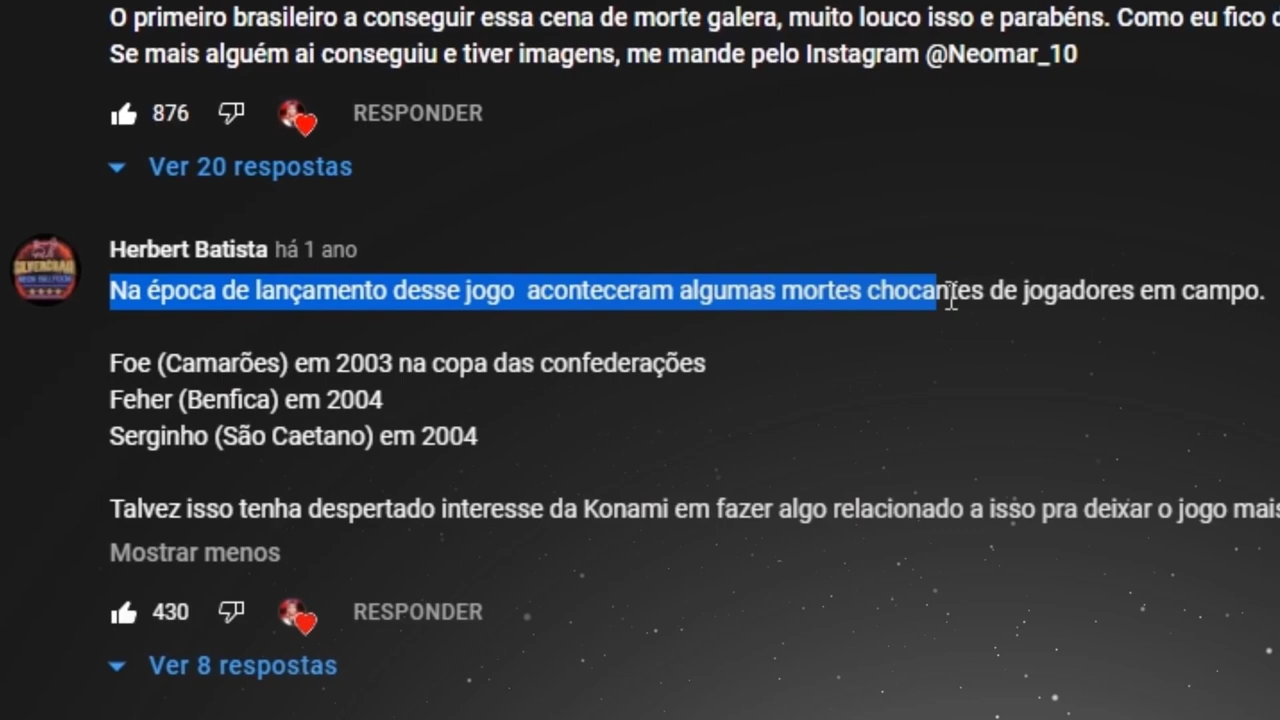 O primeiro brasileiro a conseguir essa cena de morte galera, muito louco isso e parabéns. Como eu fico
Se mais alguém ai conseguiu e tiver imagens, me mande pelo Instagram @Neomar_10
876 RESPONDER
Ver 20 respostas
Herbert Batista há 1 ano
Na época de lançamento desse jogo  aconteceram algumas mortes chocantes de jogadores em campo.
Foe (Camarões) em 2003 na copa das confederações
Feher (Benfica) em 2004
Serginho (São Caetano) em 2004
Talvez isso tenha despertado interesse da Konami em fazer algo relacionado a isso pra deixar o jogo mais
Mostrar menos
430 RESPONDER
Ver 8 respostas